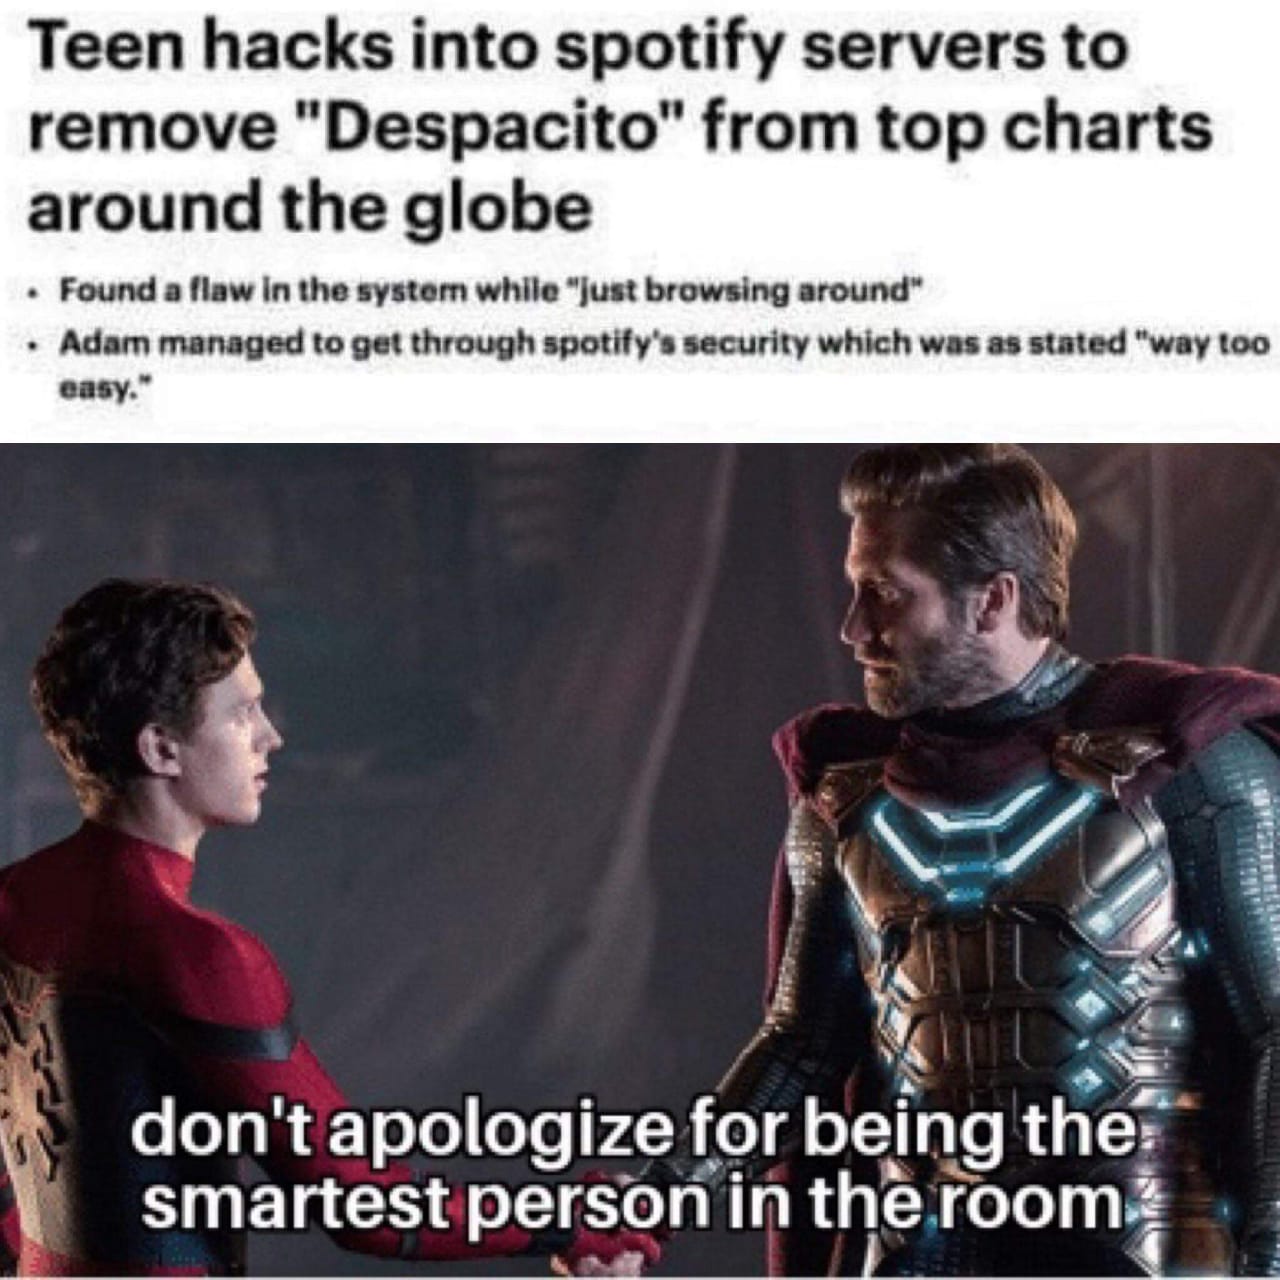 Teen hacks into spotify servers to
remove "Despacito" from top charts
around the globe
• Found a flaw in the system while "just browsing around"
• Adam managed to get through spotify's security which was as stated "way too
easy."
don't apologize for being the
smartest person in the room